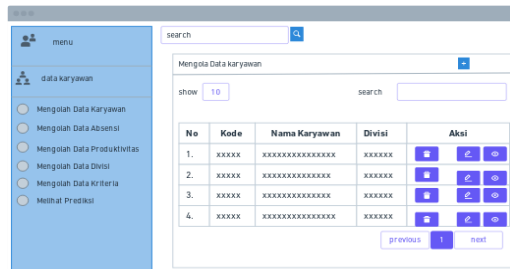 menu
data karyawan
Mengolah Data Karyawan
Mengolah Data Absensi
Mengolah Data Produktivitas
Mengolah Data Divisi
Mengolah Data Kriteria
Melihat Prediksi
search
Mengola Data karyawan
show 10 search
No Kode Nama Karyawan Divisi Aksi
1. xxxxx xxxxxxxxxxxxxxx xxxxxx
2. xxxxx xxxxxxxxxxxxxx xxxxxx
3. xxxxx xxxxxxxxxxxxxxx xxxxxx
4. xxxxx xxxxxxxxxxxxxxx xxxxxx
previous 1 next